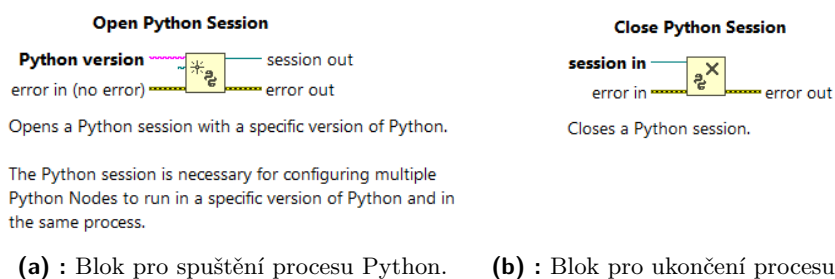 Open Python Session
Python version
session out
error in (no error)
error out
Opens a Python session with a specific version of Python.
The Python session is necessary for configuring multiple
Python Nodes to run in a specific version of Python and in
the same process.
(a) : Blok pro spuštění procesu Python.
Close Python Session
session in
error in
error out
Closes a Python session.
(b) : Blok pro ukončení procesu